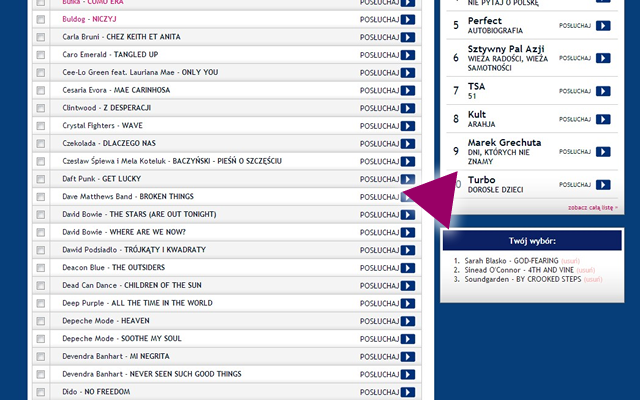 Bulka - COMO ERA POSŁUCHAJ
Buldog - NICZYJ POSŁUCHAJ
Carla Bruni - CHEZ KEITH ET ANITA POSŁUCHAJ
Caro Emerald - TANGLED UP POSŁUCHAJ
Cee-Lo Green feat. Lauriana Mae - ONLY YOU POSŁUCHAJ
Cesaria Evora - MAE CARINHOSA POSŁUCHAJ
Clintwood - Z DESPERACJI POSŁUCHAJ
Crystal Fighters - WAVE POSŁUCHAJ
Czekolada - DLACZEGO NAS POSŁUCHAJ
Czesław Śpiewa i Mela Koteluk - BACZYŃSKI - PIEŚŃ O SZCZĘŚCIU POSŁUCHAJ
Daft Punk - GET LUCKY POSŁUCHAJ
Dave Matthews Band - BROKEN THINGS POSŁUCHAJ
David Bowie - THE STARS (ARE OUT TONIGHT) POSŁUCHAJ
David Bowie - WHERE ARE WE NOW? POSŁUCHAJ
Dawid Podsiadło - TRÓJKĄTY I KWADRATY POSŁUCHAJ
Deacon Blue - THE OUTSIDERS POSŁUCHAJ
Dead Can Dance - CHILDREN OF THE SUN POSŁUCHAJ
Deep Purple - ALL THE TIME IN THE WORLD POSŁUCHAJ
Depeche Mode - HEAVEN POSŁUCHAJ
Depeche Mode - SOOTHE MY SOUL POSŁUCHAJ
Devendra Banhart - MI NEGRITA POSŁUCHAJ
Devendra Banhart - NEVER SEEN SUCH GOOD THINGS POSŁUCHAJ
Dido - NO FREEDOM POSŁUCHAJ
NIE PYTAJ O POLSKĘ
5 Perfect POSŁUCHAJ
AUTOBIOGRAFIA
6 Sztywny Pal Azji POSŁUCHAJ
WIEŻA RADOŚCI, WIEŻA
SAMOTNOŚCI
7 TSA POSŁUCHAJ
51
8 Kult POSŁUCHAJ
ARAHJA
9 Marek Grechuta POSŁUCHAJ
DNI, KTÓRYCH NIE
ZNAMY
0 Turbo POSŁUCHAJ
DOROSŁE DZIECI
zobacz całą listę »
Twój wybór:
1. Sarah Blasko - GOD-FEARING (usuń)
2. Sinead O'Connor - 4TH AND VINE (usuń)
3. Soundgarden - BY CROOKED STEPS (usuń)